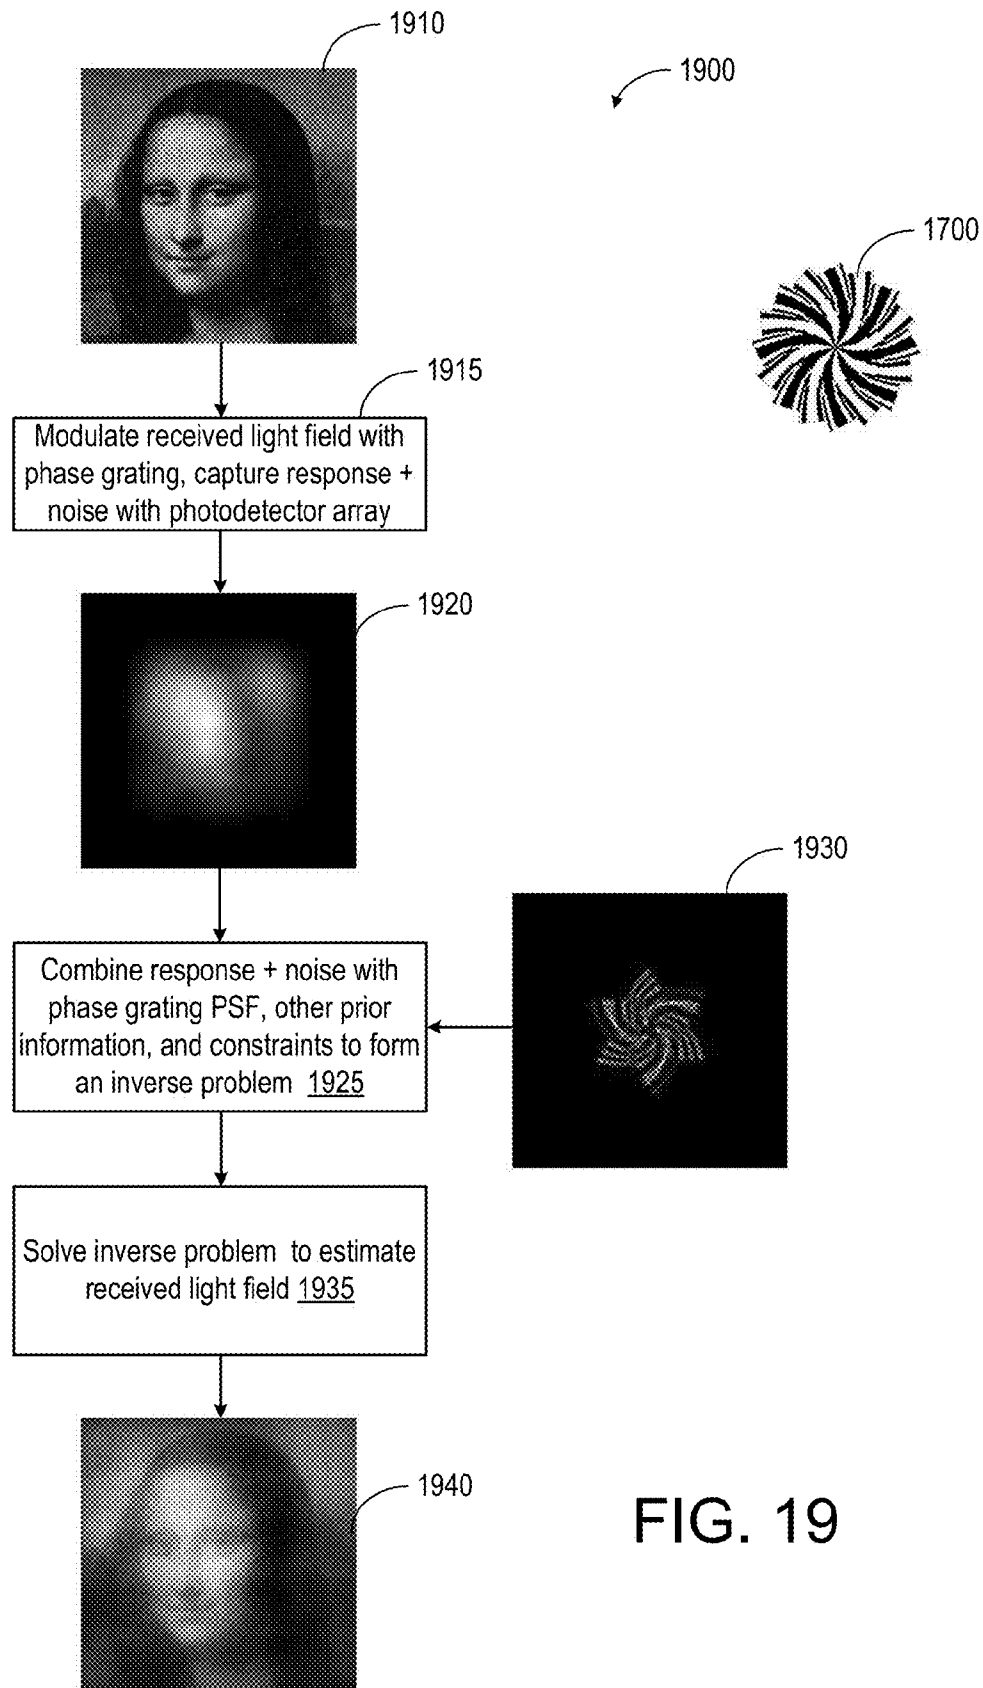 1910
1900
1700
1915
Modulate received light field with
phase grating, capture response +
noise with photodetector array
1920
1930
Combine response + noise with
phase grating PSF, other prior
information, and constraints to form
an inverse problem 1925
Solve inverse problem to estimate
received light field 1935
1940
FIG. 19